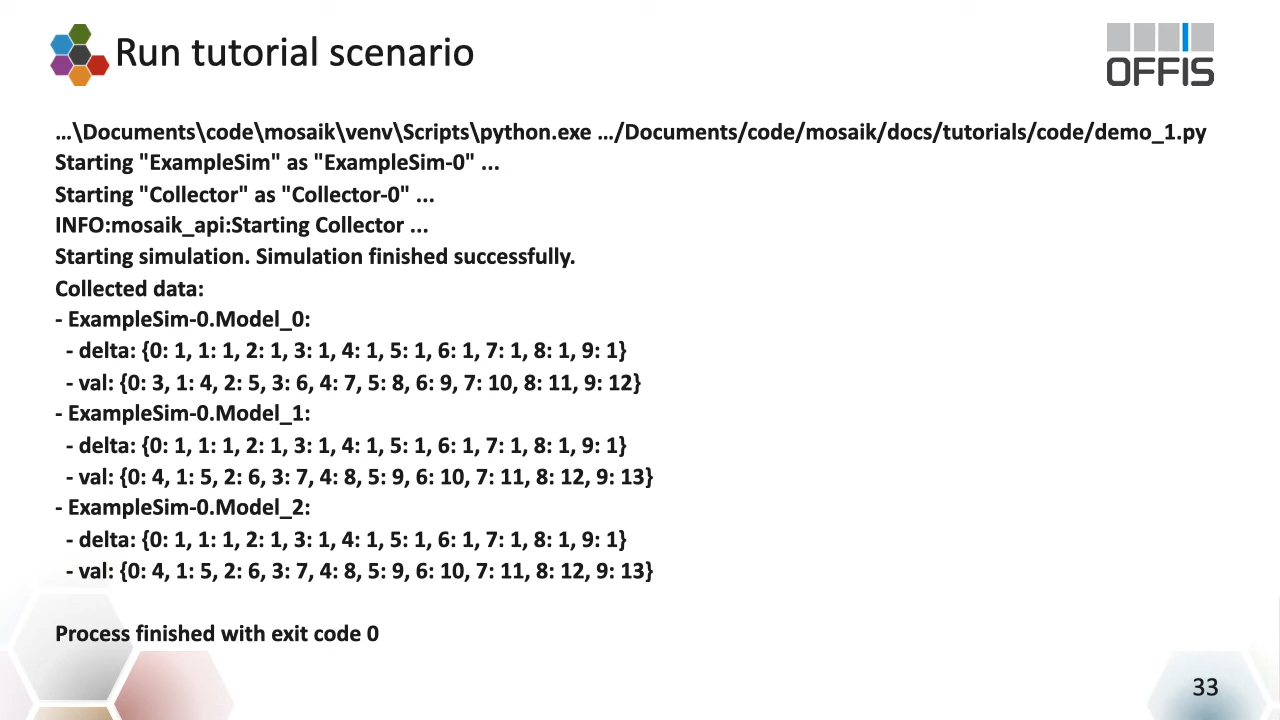 Run tutorial scenario
OFFIS
…\Documents\code\mosaik\venv\Scripts\python.exe …/Documents/code/mosaik/docs/tutorials/code/demo_1.py
Starting "ExampleSim" as "ExampleSim-0" ...
Starting "Collector" as "Collector-0" ...
INFO:mosaik_api:Starting Collector ...
Starting simulation. Simulation finished successfully.
Collected data:
- ExampleSim-0.Model_0:
- delta: {0: 1, 1: 1, 2: 1, 3: 1, 4: 1, 5: 1, 6: 1, 7: 1, 8: 1, 9: 1}
- val: {0: 3, 1: 4, 2: 5, 3: 6, 4: 7, 5: 8, 6: 9, 7: 10, 8: 11, 9: 12}
- ExampleSim-0.Model_1:
- delta: {0: 1, 1: 1, 2: 1, 3: 1, 4: 1, 5: 1, 6: 1, 7: 1, 8: 1, 9: 1}
- val: {0: 4, 1: 5, 2: 6, 3: 7, 4: 8, 5: 9, 6: 10, 7: 11, 8: 12, 9: 13}
- ExampleSim-0.Model_2:
- delta: {0: 1, 1: 1, 2: 1, 3: 1, 4: 1, 5: 1, 6: 1, 7: 1, 8: 1, 9: 1}
- val: {0: 4, 1: 5, 2: 6, 3: 7, 4: 8, 5: 9, 6: 10, 7: 11, 8: 12, 9: 13}
Process finished with exit code 0
33